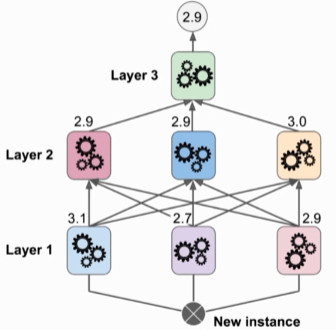 2.9
Layer 3
2.9 2.9 3.0
Layer 2
3.1 2.7 2.9
Layer 1
New instance